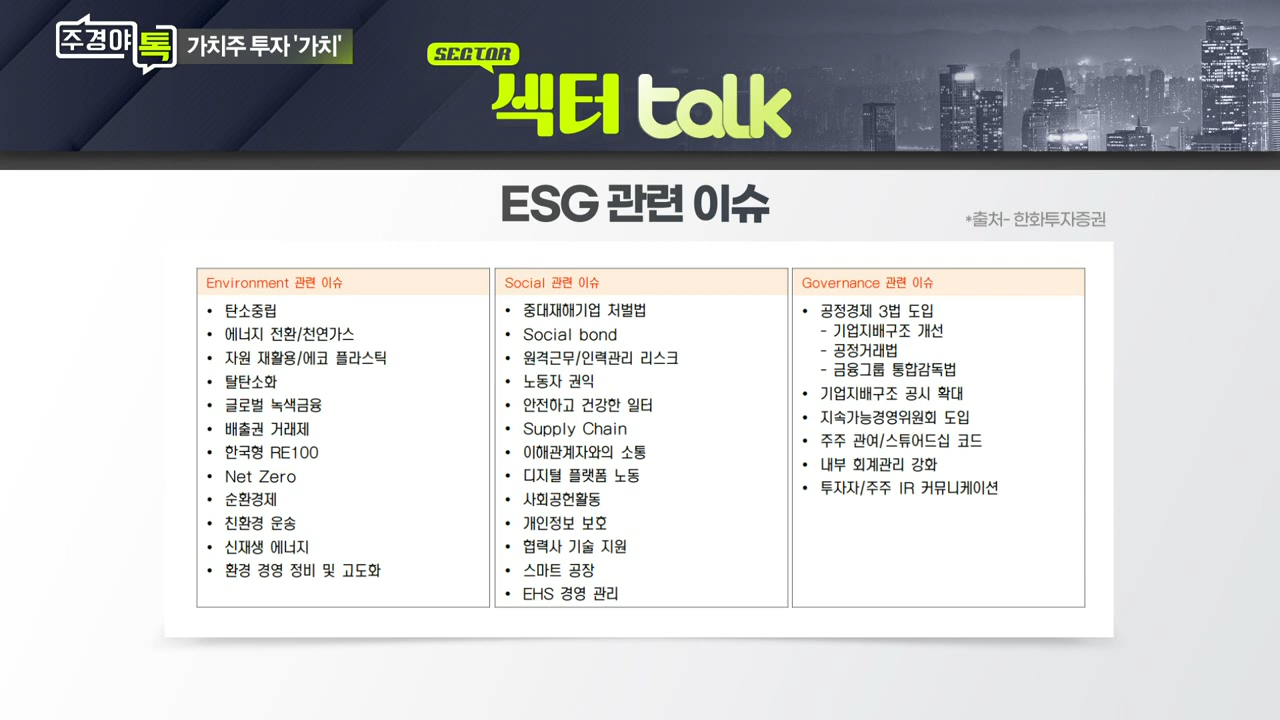 주경야톡
가치주 투자 '가치'
SECTOR
섹터 talk
ESG 관련 이슈
*출처- 한화투자증권
Environment 관련 이슈
• 탄소중립
• 에너지 전환/천연가스
• 자원 재활용/에코 플라스틱
• 탈탄소화
• 글로벌 녹색금융
• 배출권 거래제
• 한국형 RE100
• Net Zero
• 순환경제
• 친환경 운송
• 신재생 에너지
• 환경 경영 정비 및 고도화
Social 관련 이슈
• 중대재해기업 처벌법
• Social bond
• 원격근무/인력관리 리스크
• 노동자 권익
• 안전하고 건강한 일터
• Supply Chain
• 이해관계자와의 소통
• 디지털 플랫폼 노동
• 사회공헌활동
• 개인정보 보호
• 협력사 기술 지원
• 스마트 공장
• EHS 경영 관리
Governance 관련 이슈
• 공정경제 3법 도입
- 기업지배구조 개선
- 공정거래법
- 금융그룹 통합감독법
• 기업지배구조 공시 확대
• 지속가능경영위원회 도입
• 주주 관여/스튜어드십 코드
• 내부 회계관리 강화
• 투자자/주주 IR 커뮤니케이션